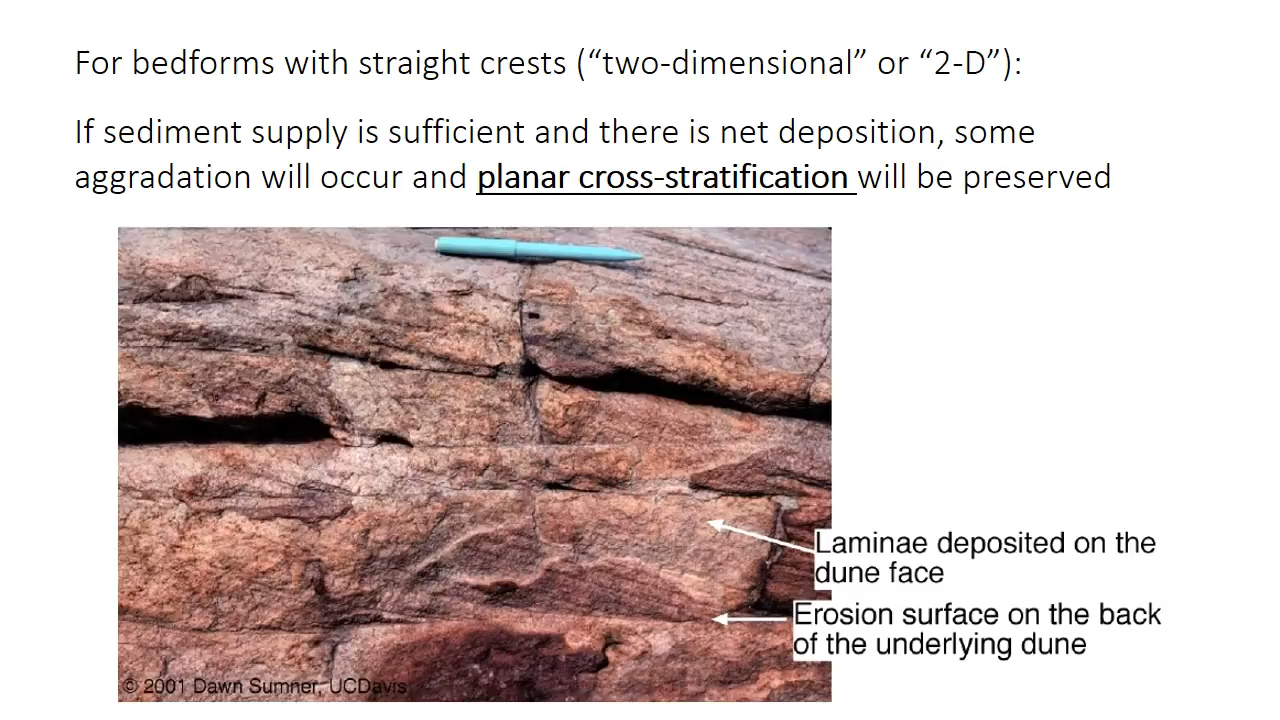 For bedforms with straight crests (“two-dimensional” or “2-D”):
If sediment supply is sufficient and there is net deposition, some
aggradation will occur and planar cross-stratification will be preserved
Laminae deposited on the
dune face
Erosion surface on the back
of the underlying dune
© 2001 Dawn Sumner, UCDavis